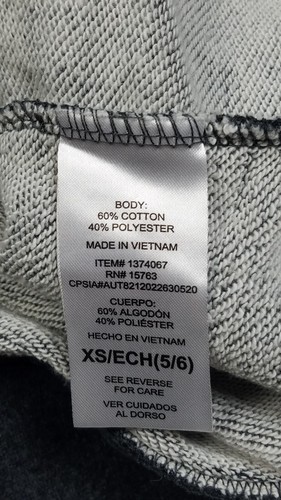 BODY:
60% COTTON
40% POLYESTER
MADE IN VIETNAM
ITEM# 1374067
RN# 15763
CPSIA#AUT8212022630520
CUERPO:
60% ALGODÓN
40% POLIÉSTER
HECHO EN VIETNAM
XS/ECH(5/6)
SEE REVERSE
FOR CARE
VER CUIDADOS
AL DORSO